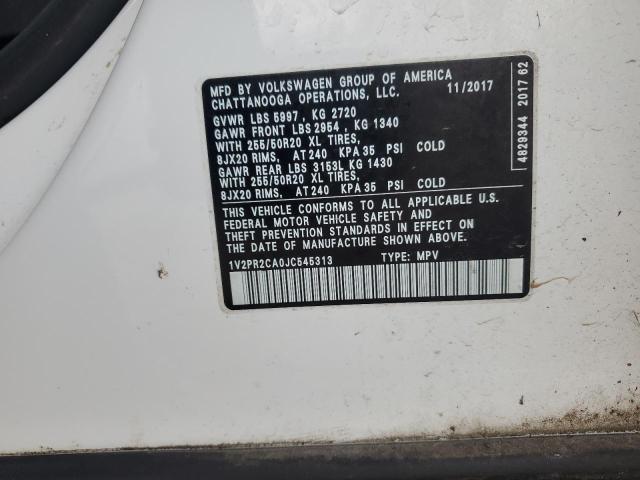 MFD BY VOLKSWAGEN GROUP OF AMERICA
CHATTANOOGA OPERATIONS, LLC. 11/2017
GVWR LBS 5997 , KG 2720
GAWR FRONT LBS 2954 , KG 1340
WITH 255/50R20 XL TIRES,
8JX20 RIMS, AT 240 KPA 35 PSI COLD
GAWR REAR LBS 3153L KG 1430
WITH 255/50R20 XL TIRES,
8JX20 RIMS, AT 240 KPA 35 PSI COLD
THIS VEHICLE CONFORMS TO ALL APPLICABLE U.S.
FEDERAL MOTOR VEHICLE SAFETY AND
THEFT PREVENTION STANDARDS IN EFFECT ON
THE DATE OF MANUFACTURE SHOWN ABOVE.
1V2PR2CA0JC545313 TYPE: MPV
4829344 2017 62